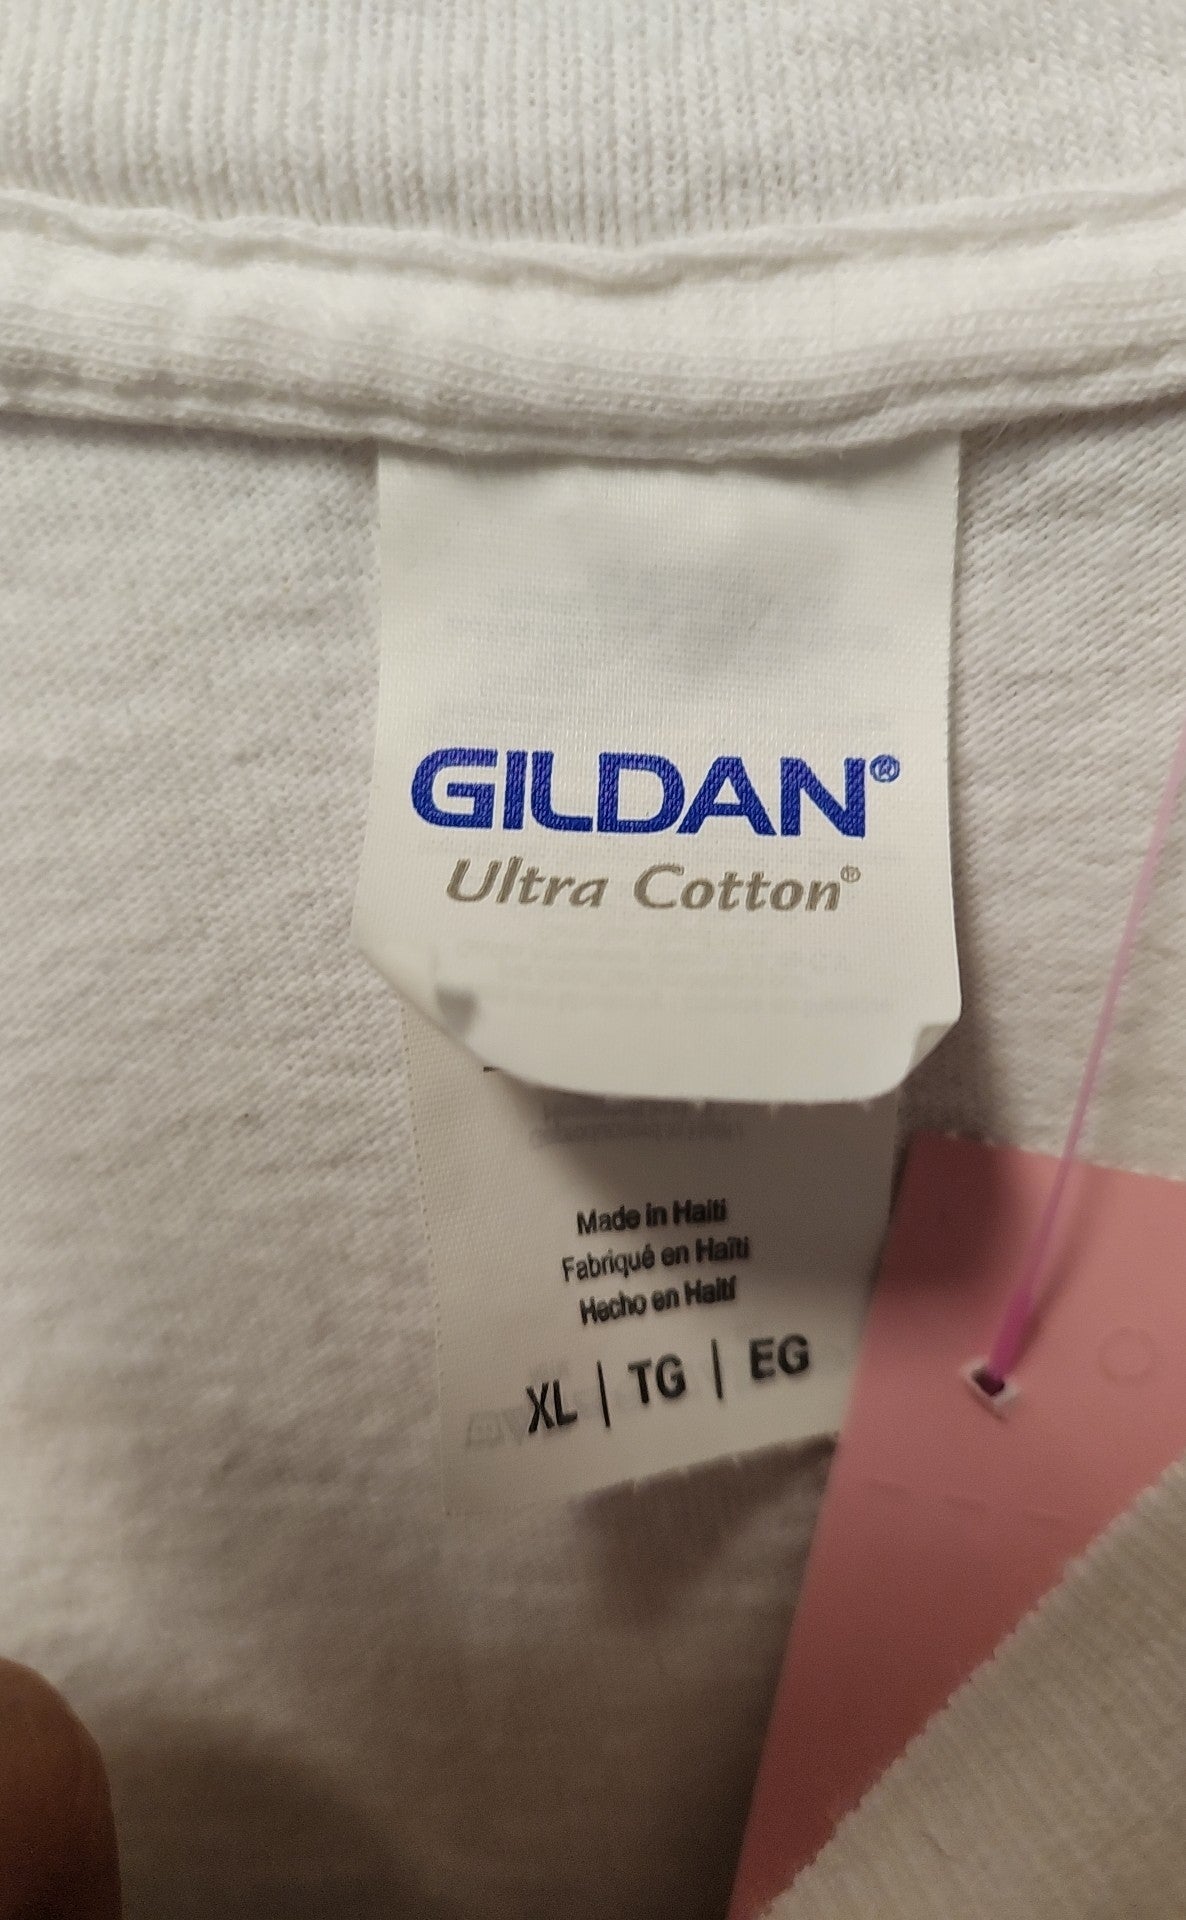 GILDAN®
Ultra Cotton®
Made in Haiti
Fabriqué en Haïti
Hecho en Haití
XL | TG | EG